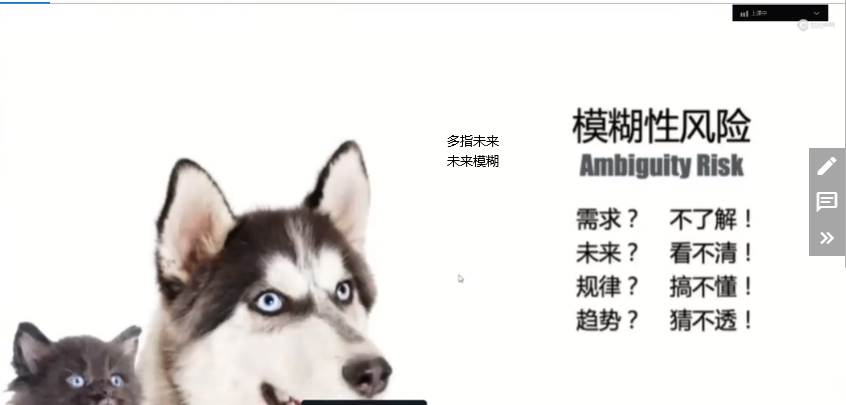 上课中
多指未来
未来模糊
模糊性风险
Ambiguity Risk
需求？ 不了解！
未来？ 看不清！
规律？ 搞不懂！
趋势？ 猜不透！